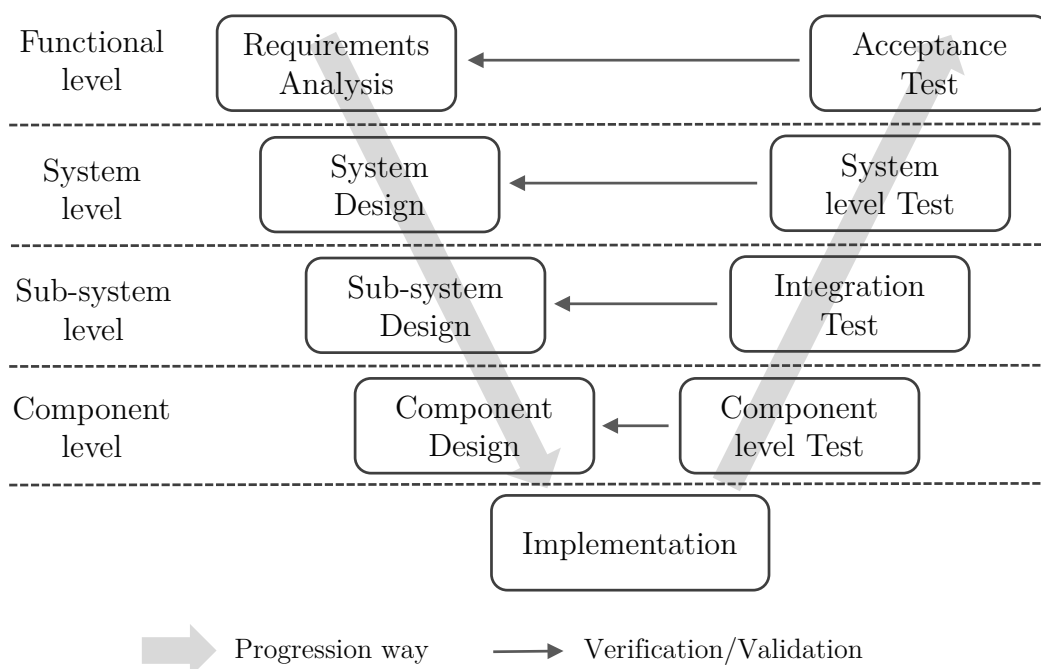 Functional
level
Requirements
Analysis
Acceptance
Test
System
level
System
Design
System
level Test
Sub-system
level
Sub-system
Design
Integration
Test
Component
level
Component
Design
Component
level Test
Implementation
Progression way
Verification/Validation